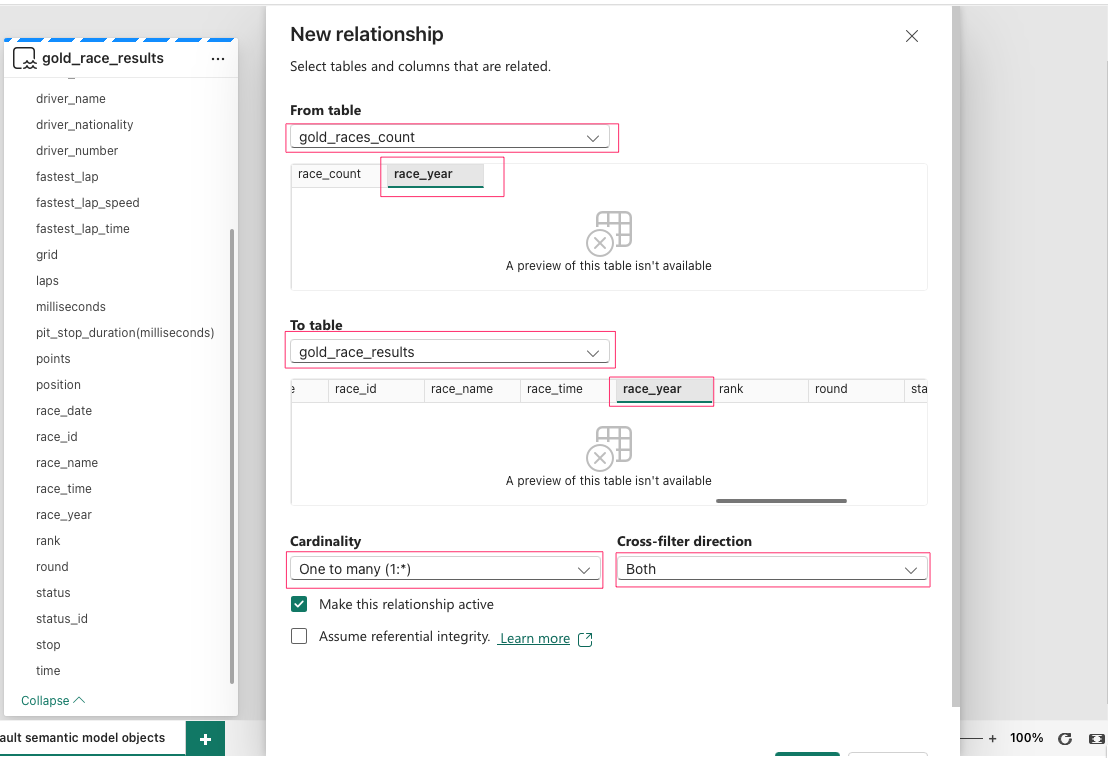 gold_race_results
driver_name
driver_nationality
driver_number
fastest_lap
fastest_lap_speed
fastest_lap_time
grid
laps
milliseconds
pit_stop_duration(milliseconds)
points
position
race_date
race_id
race_name
race_time
race_year
rank
round
status
status_id
stop
time
Collapse
ault semantic model objects
+
New relationship
Select tables and columns that are related.
From table
gold_races_count
race_count race_year
A preview of this table isn't available
To table
gold_race_results
e race_id race_name race_time race_year rank round sta
A preview of this table isn't available
Cardinality Cross-filter direction
One to many (1:*) Both
Make this relationship active
Assume referential integrity. Learn more
+ 100%